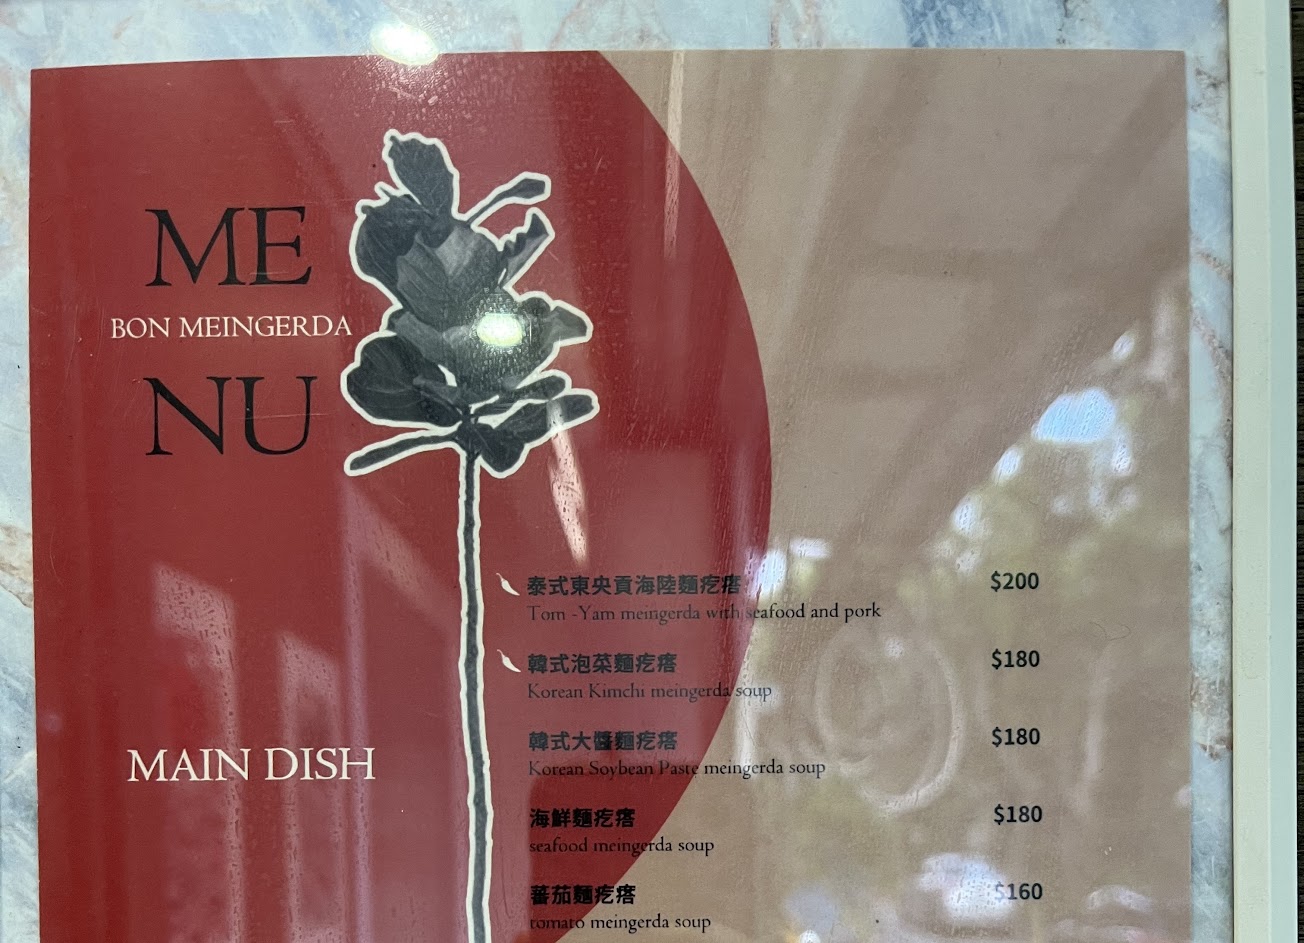 ME
BON MEINGERDA
NU
MAIN DISH
泰式東央貢海陸麵疙瘩 $200
Tom -Yam meingerda with seafood and pork
韓式泡菜麵疙瘩 $180
Korean Kimchi meingerda soup
韓式大醬麵疙瘩 $180
Korean Soybean Paste meingerda soup
海鮮麵疙瘩 $180
seafood meingerda soup
蕃茄麵疙瘩 $160
tomato meingerda soup